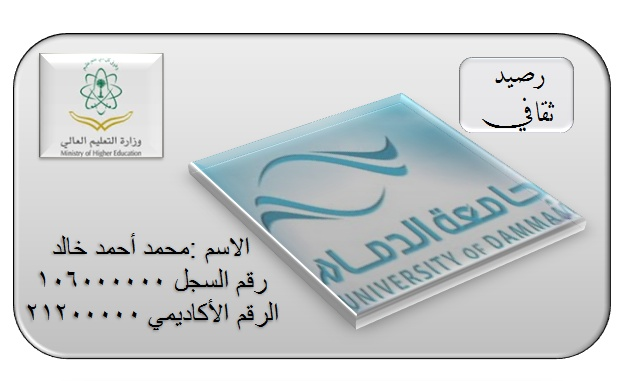 رصيد
ثقافي
وزارة التعليم العالي
Ministry of Higher Education
جامعة الدمام
UNIVERSITY OF DAMMAM
الاسم :محمد أحمد خالد
رقم السجل ١٠٦٠٠٠٠٠٠٠
الرقم الأكاديمي ٢١٢٠٠٠٠٠٠